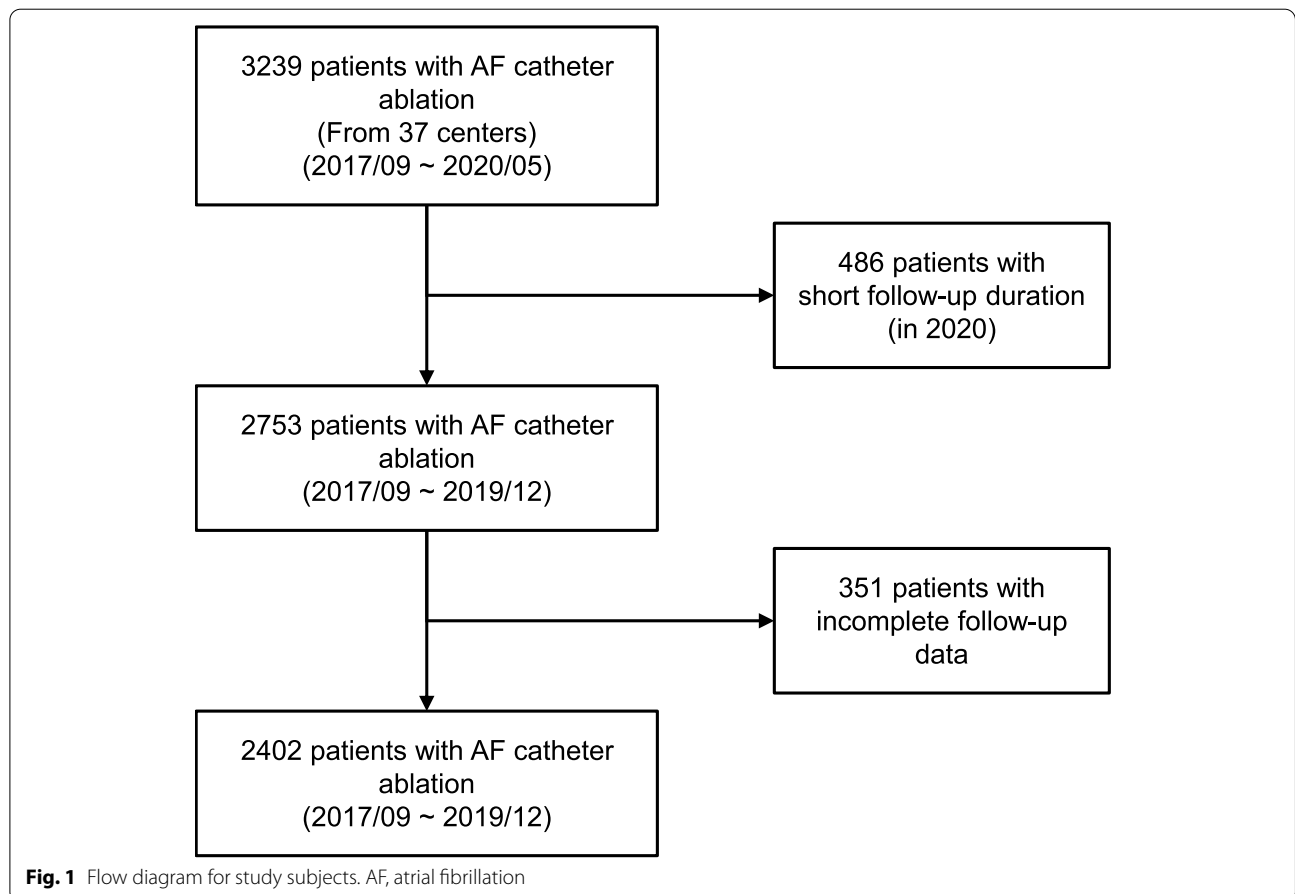 3239 patients with AF catheter
ablation
(From 37 centers)
(2017/09 ~ 2020/05)
486 patients with
short follow-up duration
(in 2020)
2753 patients with AF catheter
ablation
(2017/09 ~ 2019/12)
351 patients with
incomplete follow-up
data
2402 patients with AF catheter
ablation
(2017/09 ~ 2019/12)
Fig. 1 Flow diagram for study subjects. AF, atrial fibrillation